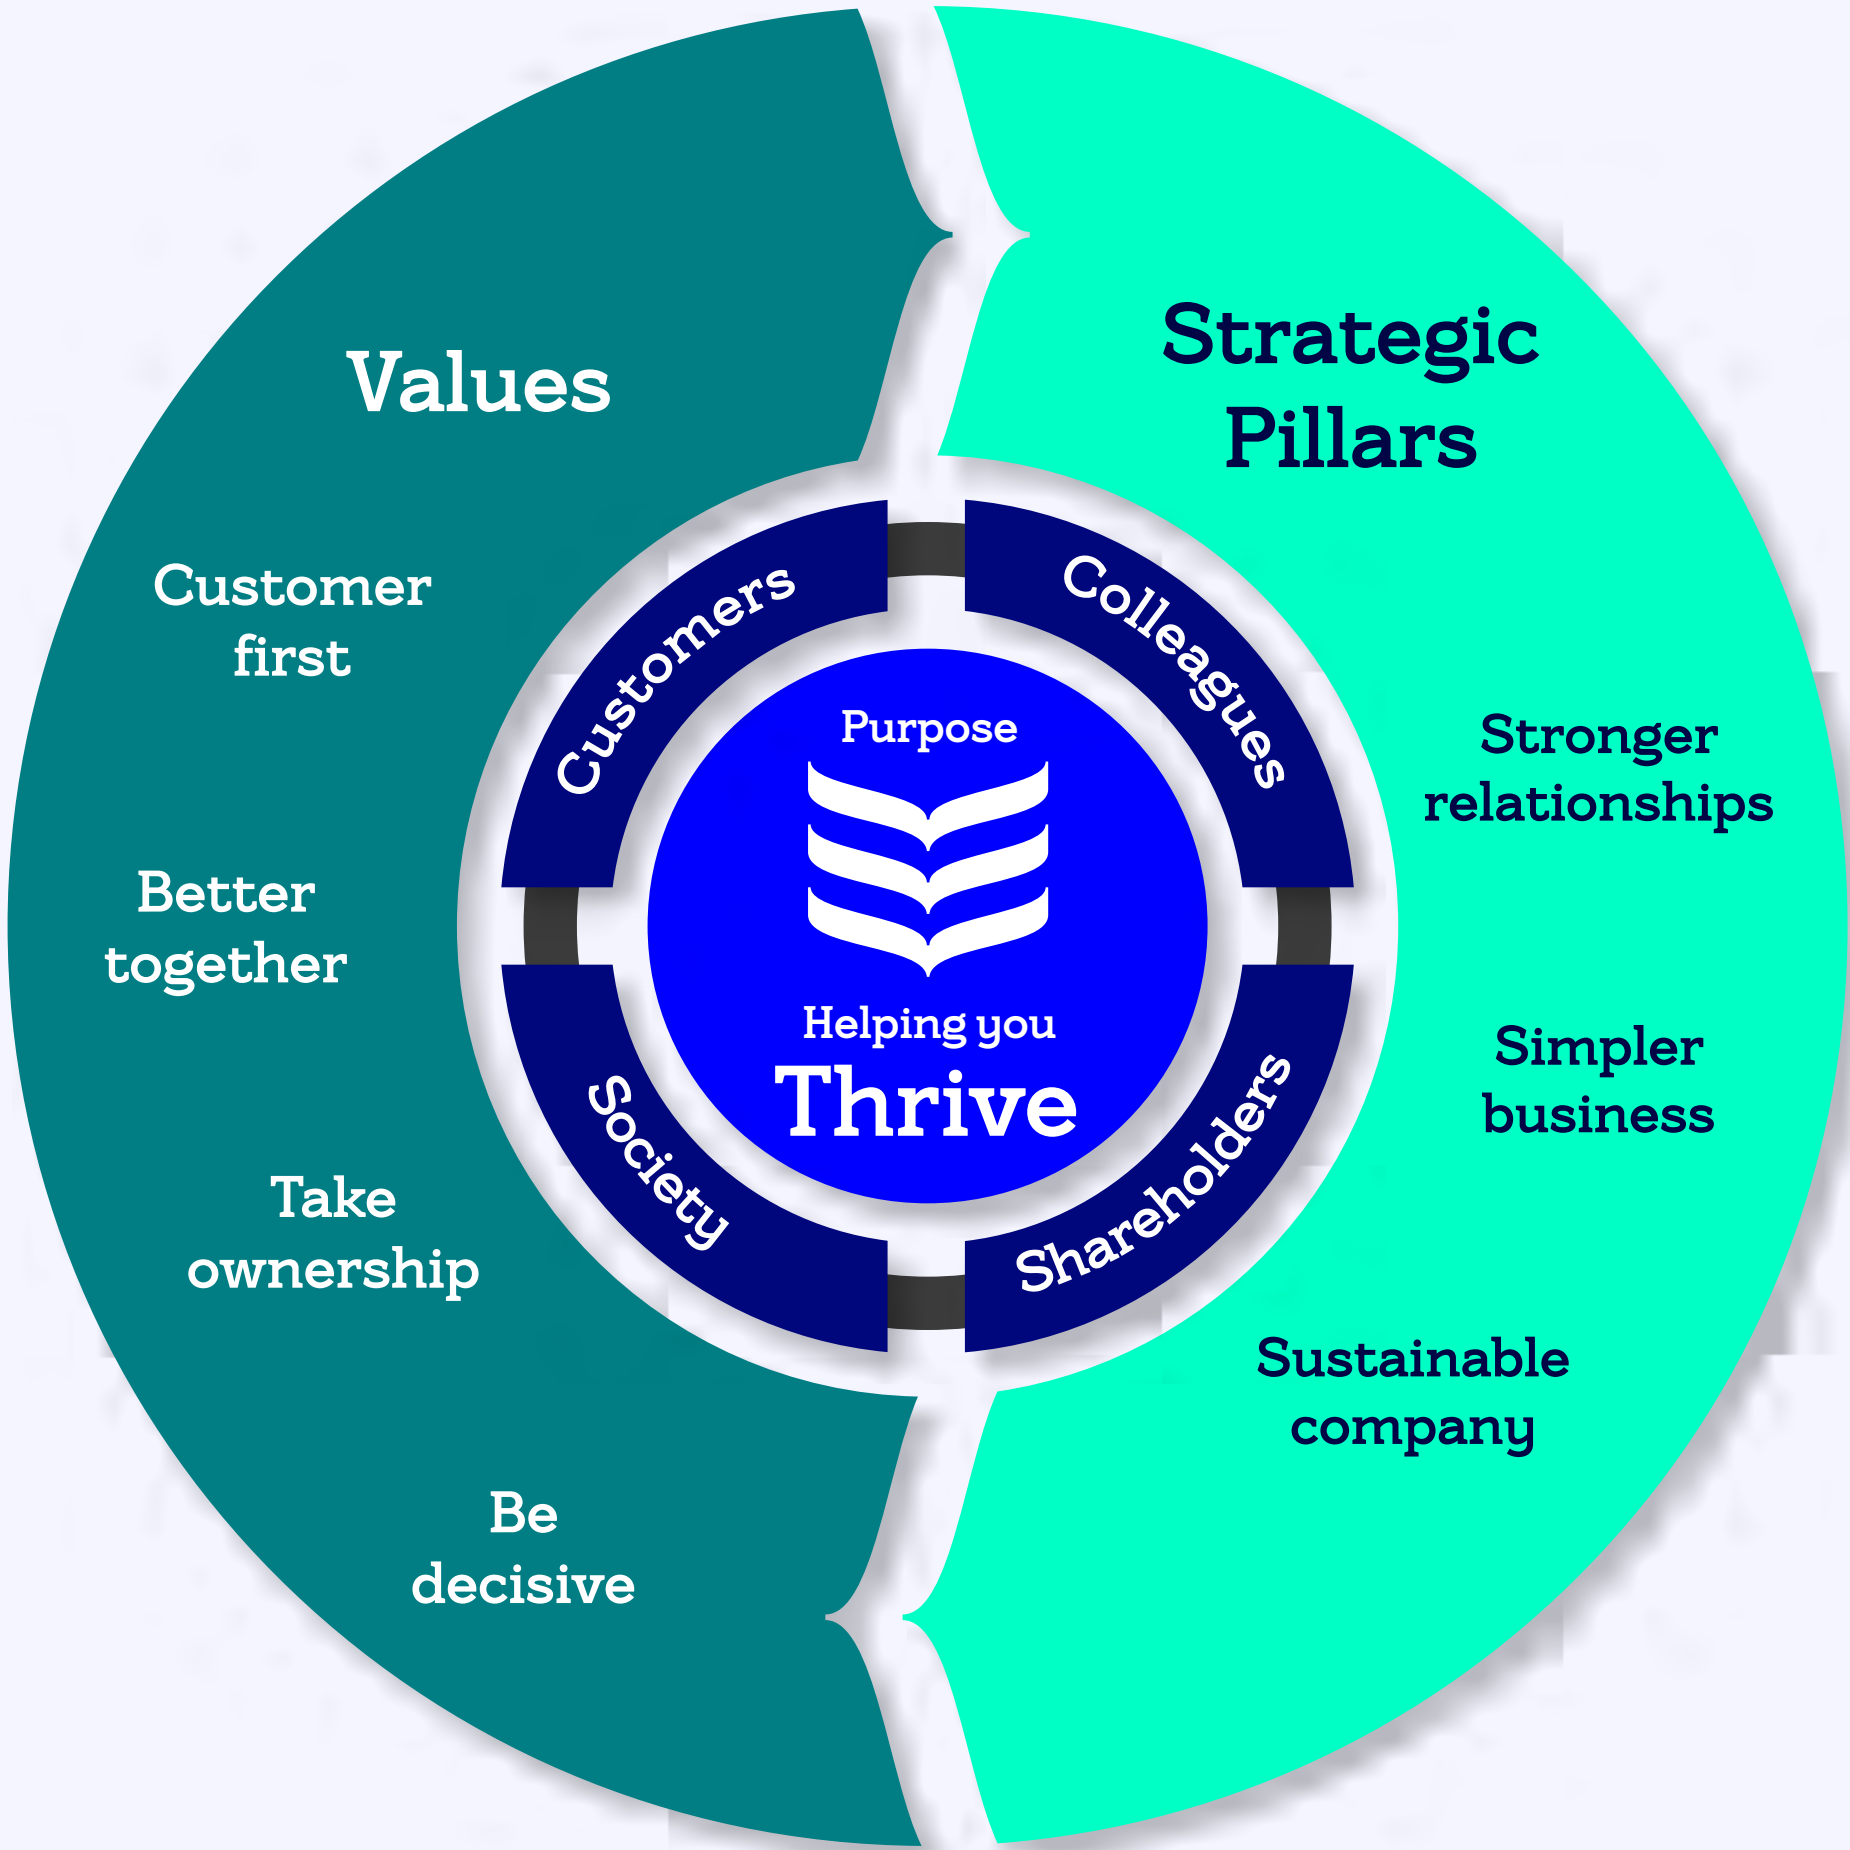 Values
Customer
first
Better
together
Take
ownership
Be
decisive
Strategic
Pillars
Stronger
relationships
Simpler
business
Sustainable
company
Customers
Colleagues
Society
Shareholders
Purpose
Helping you
Thrive